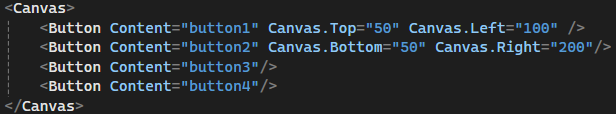 <Canvas>
<Button Content="button1" Canvas.Top="50" Canvas.Left="100" />
<Button Content="button2" Canvas.Bottom="50" Canvas.Right="200"/>
<Button Content="button3"/>
<Button Content="button4"/>
</Canvas>